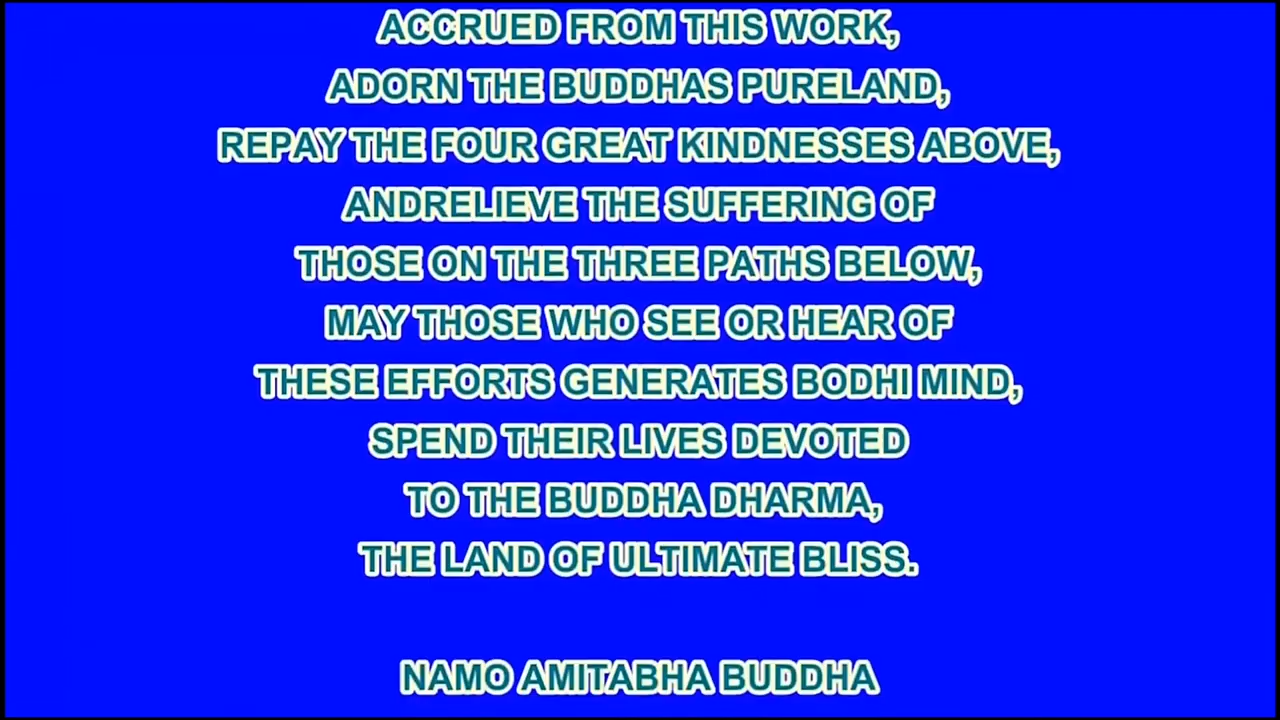 ACCRUED FROM THIS WORK,
ADORN THE BUDDHAS PURELAND,
REPAY THE FOUR GREAT KINDNESSES ABOVE,
ANDRELIEVE THE SUFFERING OF
THOSE ON THE THREE PATHS BELOW,
MAY THOSE WHO SEE OR HEAR OF
THESE EFFORTS GENERATES BODHI MIND,
SPEND THEIR LIVES DEVOTED
TO THE BUDDHA DHARMA,
THE LAND OF ULTIMATE BLISS.
NAMO AMITABHA BUDDHA